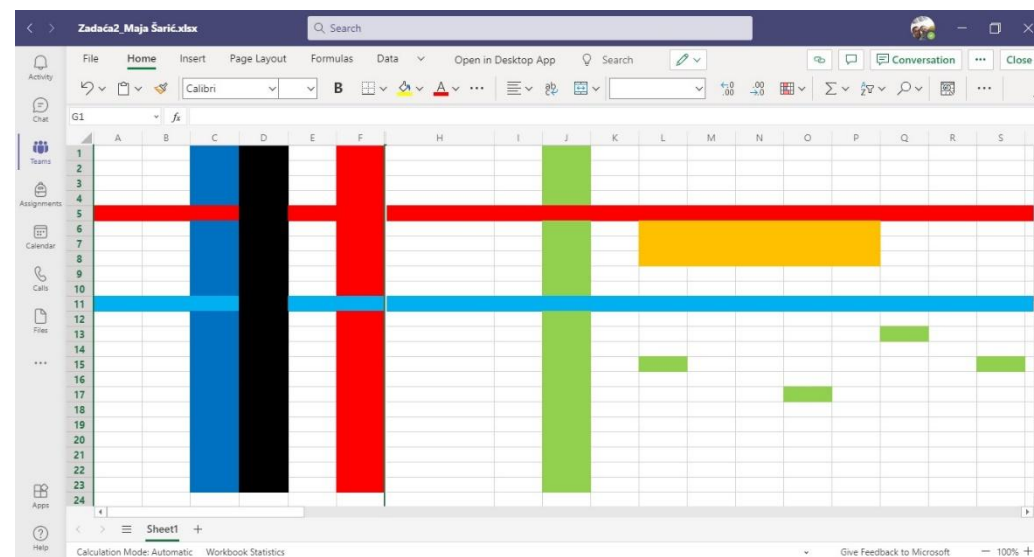 Zadaća2_Maja Šarić.xlsx
Search
File Home Insert Page Layout Formulas Data Open in Desktop App Search Conversation Close
Calibri B A
.00
.00
G1 fx
A B C D E F H I J K L M N O P Q R S
1
2
3
4
5
6
7
8
9
10
11
12
13
14
15
16
17
18
19
20
21
22
23
24
Activity
Chat
Teams
Assignments
Calendar
Calls
Files
Apps
Help
Sheet1
Calculation Mode: Automatic Workbook Statistics Give Feedback to Microsoft 100%